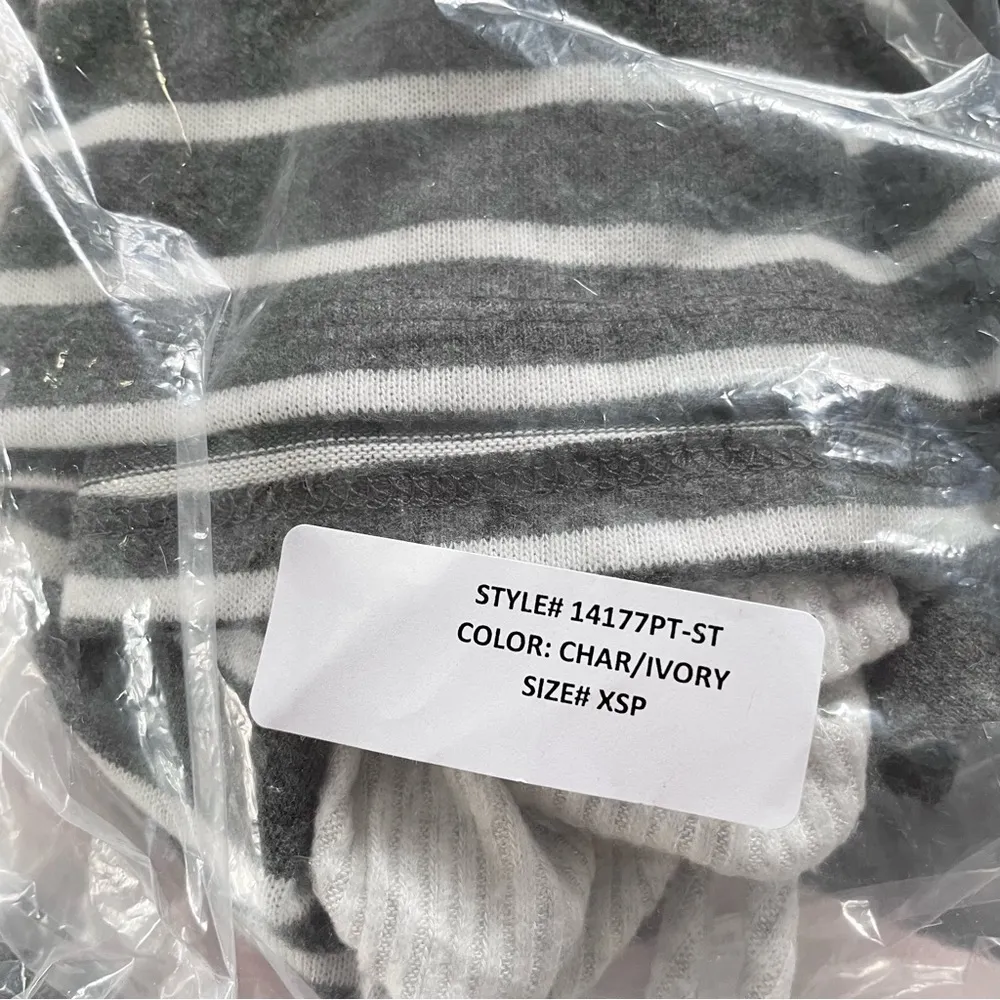 STYLE# 14177PT-ST
COLOR: CHAR/IVORY
SIZE# XSP